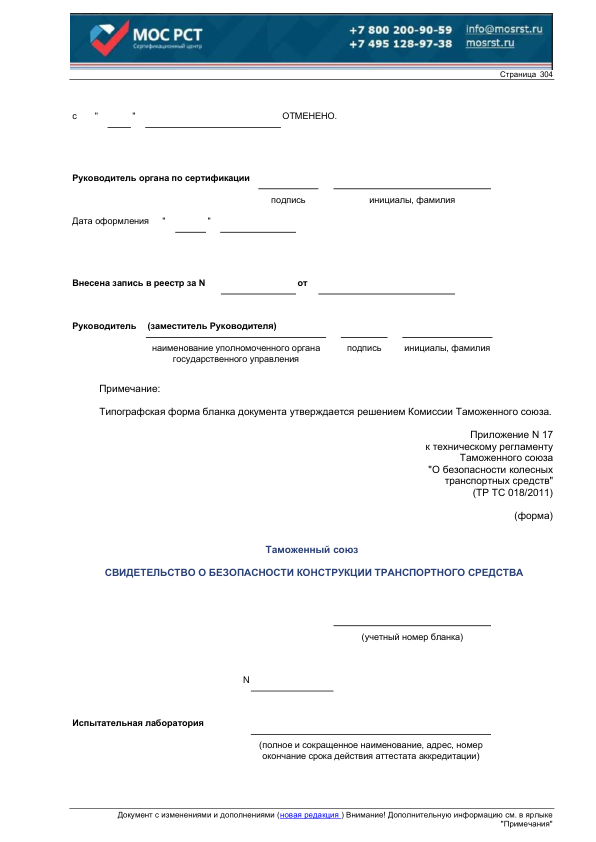 МОС РСТ
Сертификационный центр
+7 800 200-90-59 info@mosrst.ru
+7 495 128-97-38 mosrst.ru
Страница 304
с " " ОТМЕНЕНО.
Руководитель органа по сертификации
подпись инициалы, фамилия
Дата оформления " "
Внесена запись в реестр за N от
Руководитель (заместитель Руководителя)
наименование уполномоченного органа подпись инициалы, фамилия
государственного управления
Примечание:
Типографская форма бланка документа утверждается решением Комиссии Таможенного союза.
Приложение N 17
к техническому регламенту
Таможенного союза
"О безопасности колесных
транспортных средств"
(ТР ТС 018/2011)
(форма)
Таможенный союз
СВИДЕТЕЛЬСТВО О БЕЗОПАСНОСТИ КОНСТРУКЦИИ ТРАНСПОРТНОГО СРЕДСТВА
(учетный номер бланка)
N
Испытательная лаборатория
(полное и сокращенное наименование, адрес, номер
окончание срока действия аттестата аккредитации)
Документ с изменениями и дополнениями (новая редакция ) Внимание! Дополнительную информацию см. в ярлыке
"Примечания"